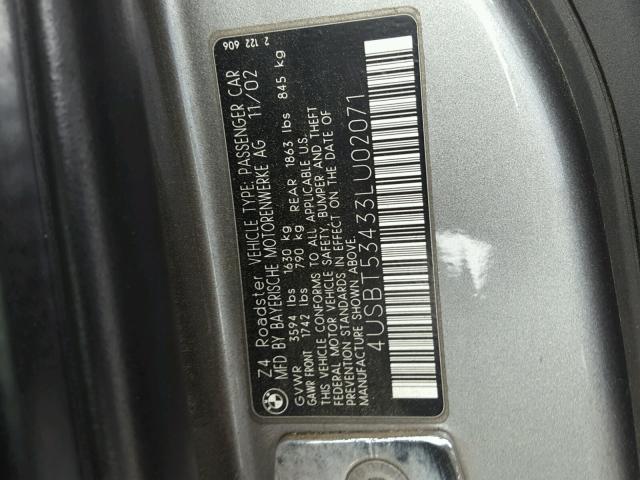 Z4 Roadster VEHICLE TYPE: PASSENGER CAR
MFD BY BAYERISCHE MOTORENWERKE AG 11/02
GVWR 3594 lbs 1630 kg REAR 1863 lbs 845 kg
GAWR FRONT 1742 lbs 790 kg
THIS VEHICLE CONFORMS TO ALL APPLICABLE U.S.
FEDERAL MOTOR VEHICLE SAFETY, BUMPER AND THEFT
PREVENTION STANDARDS IN EFFECT ON THE DATE OF
MANUFACTURE SHOWN ABOVE.
4USBT53433LU02071
2 122 606